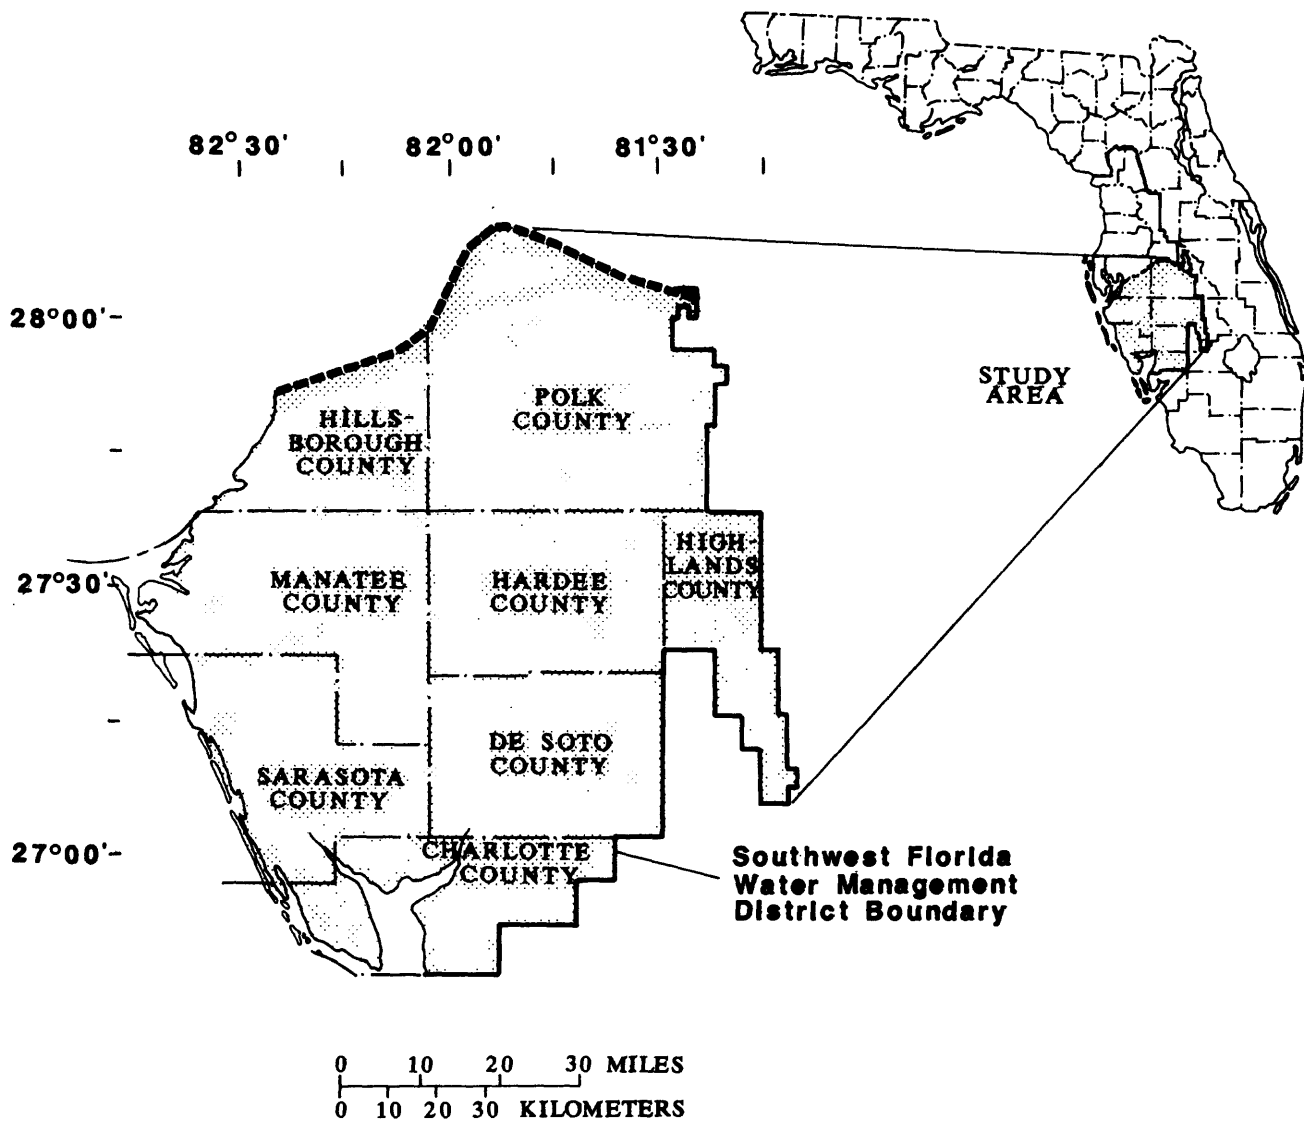 82°30'
82°00'
81°30'
28°00'
27°30'
27°00'
STUDY
AREA
POLK
COUNTY
HILLS-
BOROUGH
COUNTY
HIGH-
LANDS
COUNTY
MANATEE
COUNTY
HARDEE
COUNTY
DE SOTO
COUNTY
SARASOTA
COUNTY
CHARLOTTE
COUNTY
Southwest Florida
Water Management
District Boundary
0 10 20 30 MILES
0 10 20 30 KILOMETERS